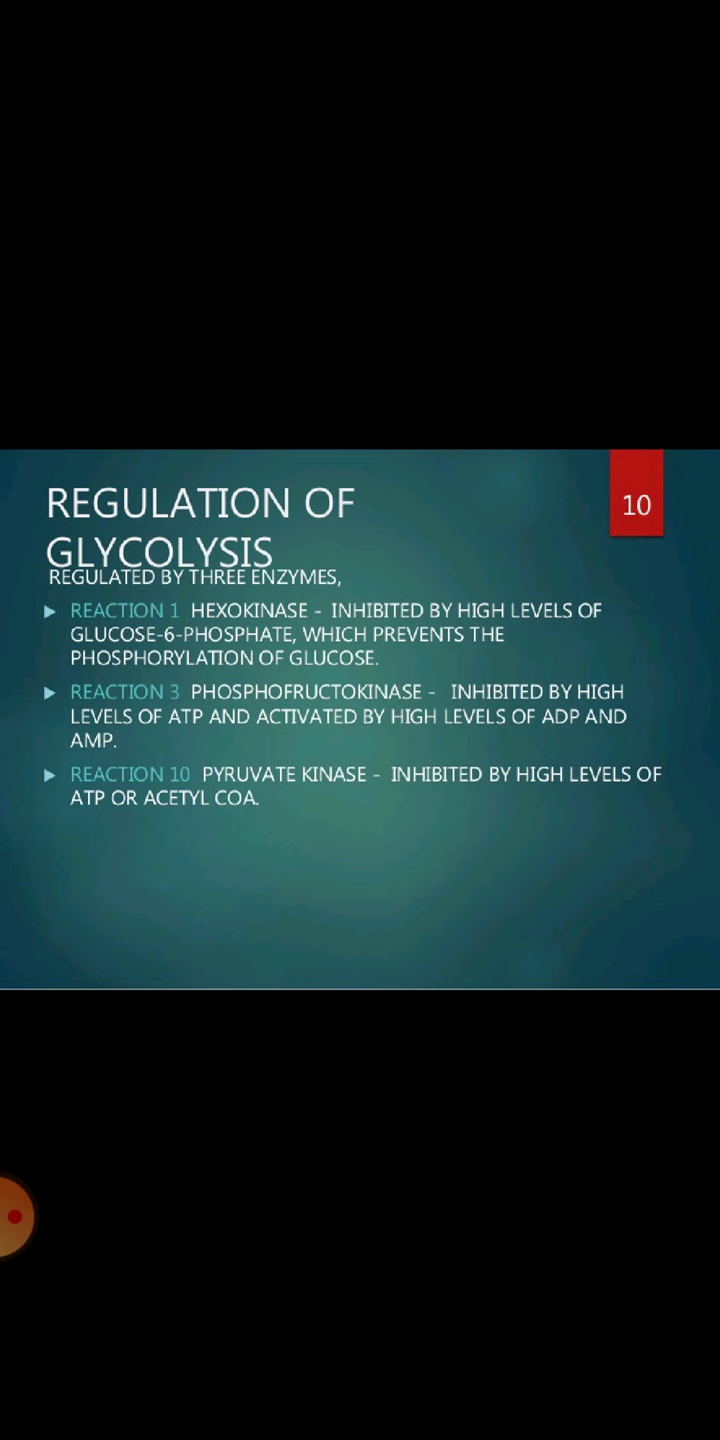 REGULATION OF
10
GLYCOLYSIS
REGULATED BY THREE ENZYMES,
REACTION 1 HEXOKINASE - INHIBITED BY HIGH LEVELS OF
GLUCOSE-6-PHOSPHATE, WHICH PREVENTS THE
PHOSPHORYLATION OF GLUCOSE.
REACTION 3 PHOSPHOFRUCTOKINASE - INHIBITED BY HIGH
LEVELS OF ATP AND ACTIVATED BY HIGH LEVELS OF ADP AND
AMP.
REACTION 10 PYRUVATE KINASE - INHIBITED BY HIGH LEVELS OF
ATP OR ACETYL COA.